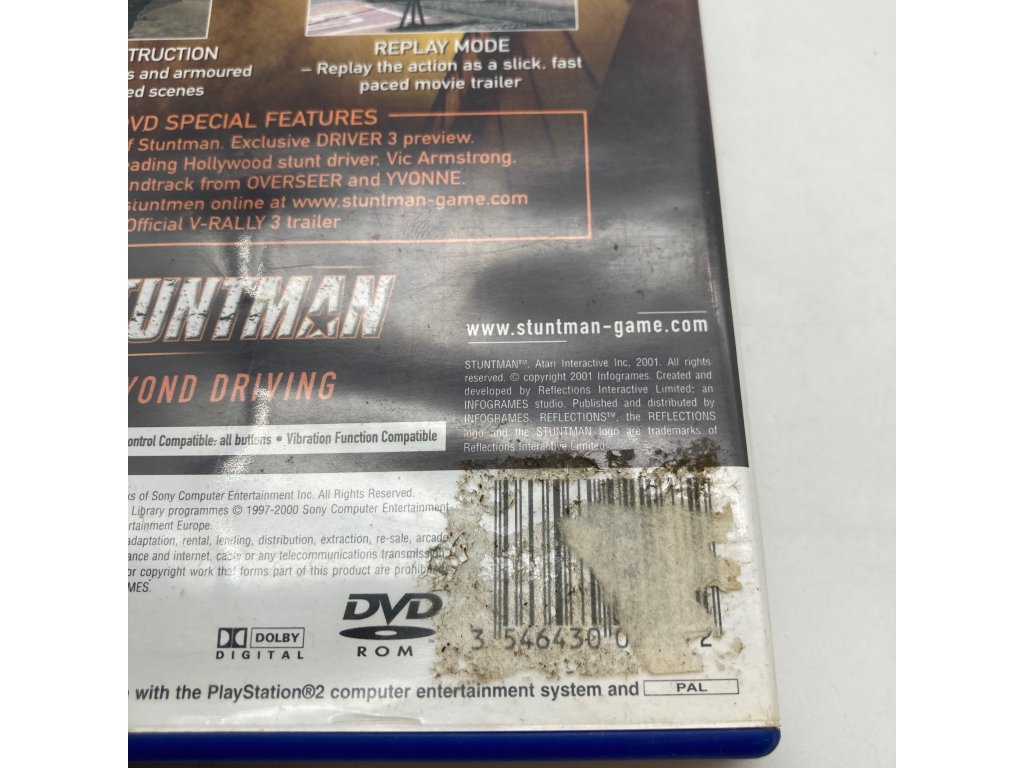 TRUCTION
s and armoured
ed scenes
REPLAY MODE
– Replay the action as a slick, fast
paced movie trailer
VD SPECIAL FEATURES
f Stuntman. Exclusive DRIVER 3 preview.
eading Hollywood stunt driver, Vic Armstrong.
ndtrack from OVERSEER and YVONNE.
stuntmen online at www.stuntman-game.com
Official V-RALLY 3 trailer
TUNTMAN
YOND DRIVING
ontrol Compatible: all buttons • Vibration Function Compatible
www.stuntman-game.com
STUNTMAN™, Atari Interactive Inc. 2001. All rights
reserved. © copyright 2001 Infogrames. Created and
developed by Reflections Interactive Limited: an
INFOGRAMES studio. Published and distributed by
INFOGRAMES. REFLECTIONS™, the REFLECTIONS
logo and the STUNTMAN logo are trademarks of
Reflections Interactive Limited.
ks of Sony Computer Entertainment Inc. All Rights Reserved.
Library programmes © 1997-2000 Sony Computer Entertainment
rtainment Europe.
adaptation, rental, lending, distribution, extraction, re-sale, arcade
ance and internet, cable or any telecommunications transmission
or copyright work that forms part of this product are prohibited
MES.
DOLBY
DIGITAL
DVD
ROM™
3 546430 0 2
with the PlayStation®2 computer entertainment system and PAL